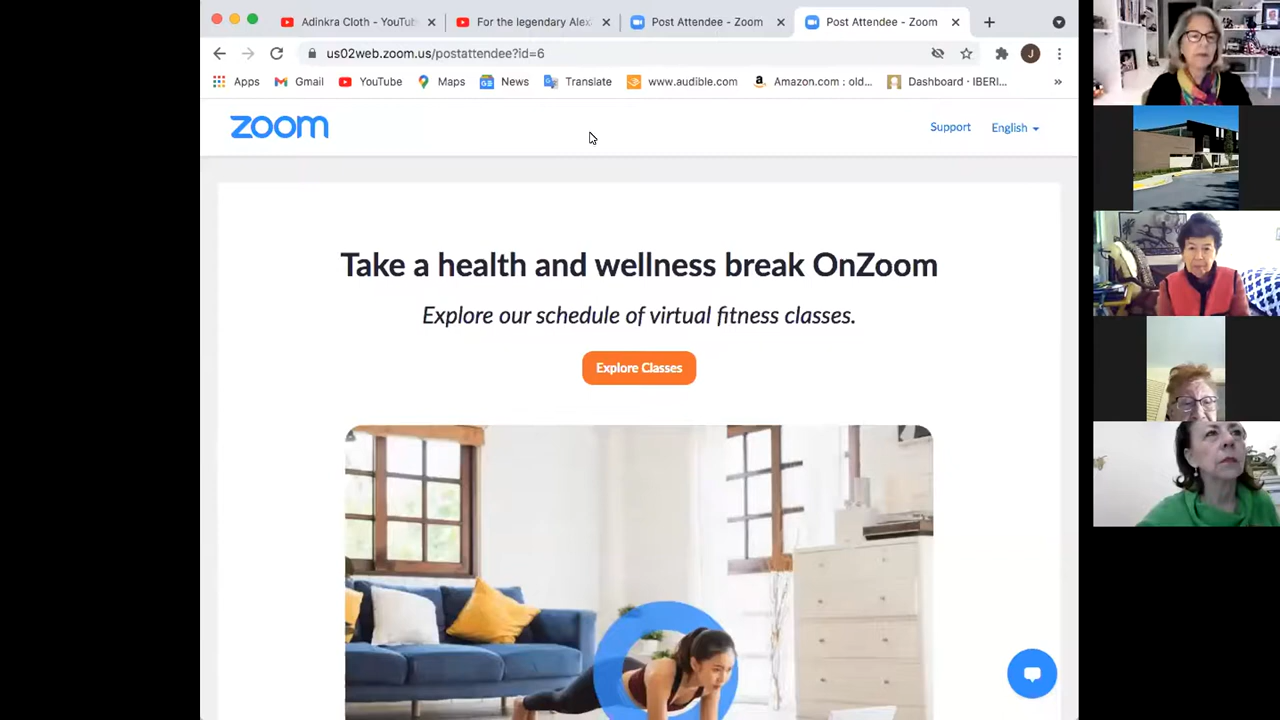 Adinkra Cloth - YouTub
For the legendary Alexa
Post Attendee - Zoom
Post Attendee - Zoom
us02web.zoom.us/postattendee?id=6
J
Apps
Gmail
YouTube
Maps
News
Translate
www.audible.com
Amazon.com : old...
Dashboard · IBERI...
»
zoom
Support
English
Take a health and wellness break OnZoom
Explore our schedule of virtual fitness classes.
Explore Classes